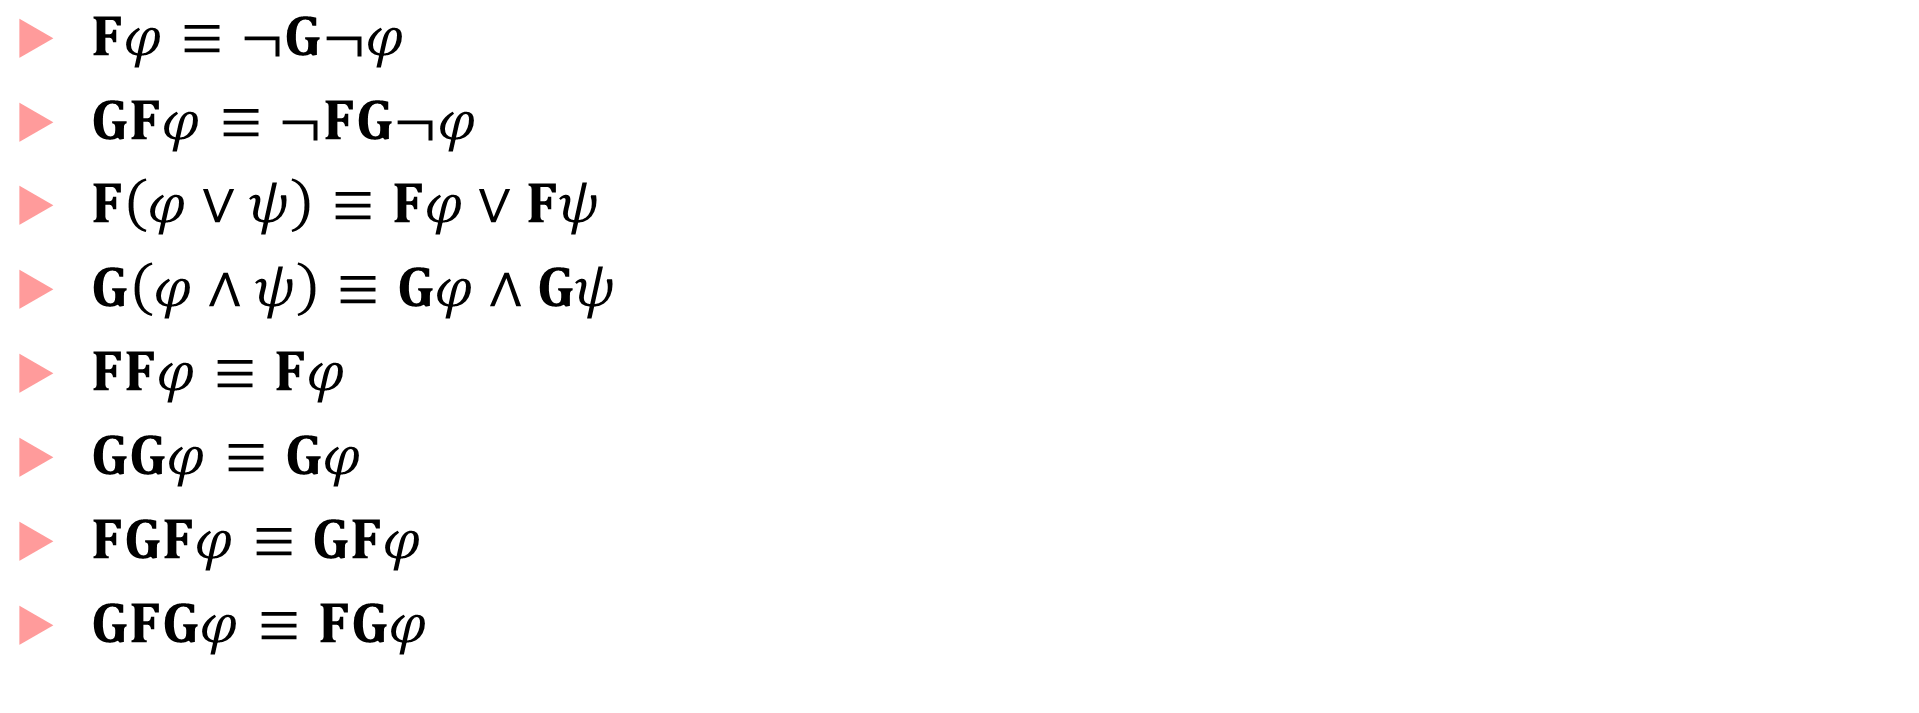 ▶ 𝐅φ ≡ ¬𝐆¬φ
▶ 𝐆𝐅φ ≡ ¬𝐅𝐆¬φ
▶ 𝐅(φ ∨ ψ) ≡ 𝐅φ ∨ 𝐅ψ
▶ 𝐆(φ ∧ ψ) ≡ 𝐆φ ∧ 𝐆ψ
▶ 𝐅𝐅φ ≡ 𝐅φ
▶ 𝐆𝐆φ ≡ 𝐆φ
▶ 𝐅𝐆𝐅φ ≡ 𝐆𝐅φ
▶ 𝐆𝐅𝐆φ ≡ 𝐅𝐆φ